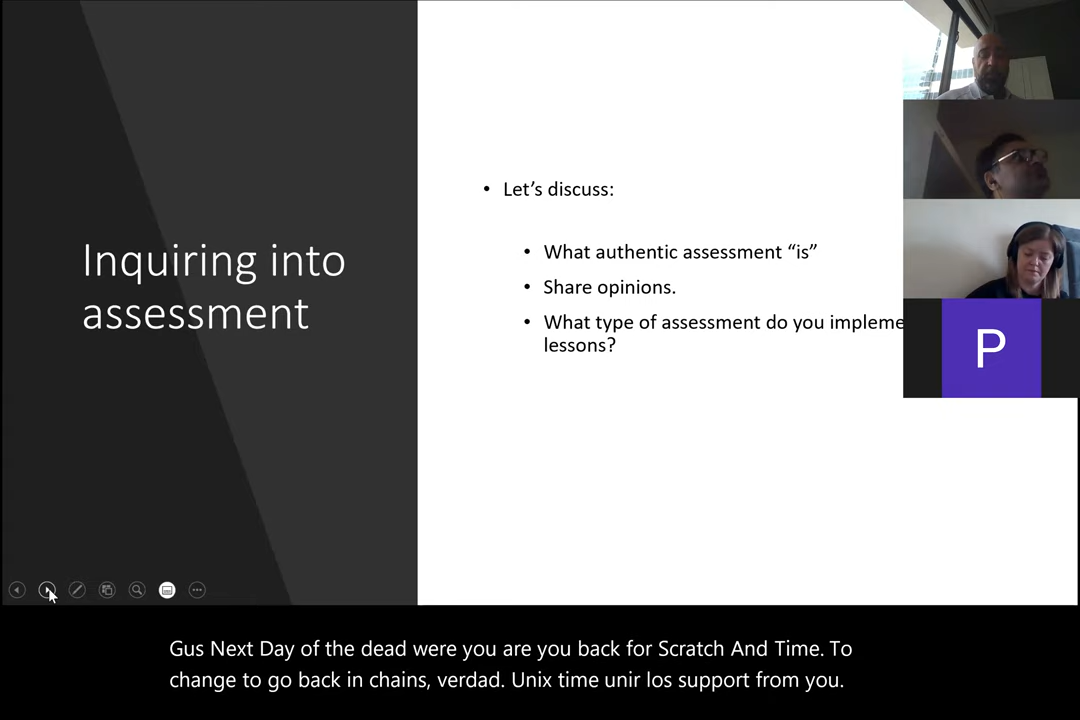 Inquiring into
assessment
• Let’s discuss:
• What authentic assessment “is”
• Share opinions.
• What type of assessment do you impleme
lessons?
P
Gus Next Day of the dead were you are you back for Scratch And Time. To
change to go back in chains, verdad. Unix time unir los support from you.